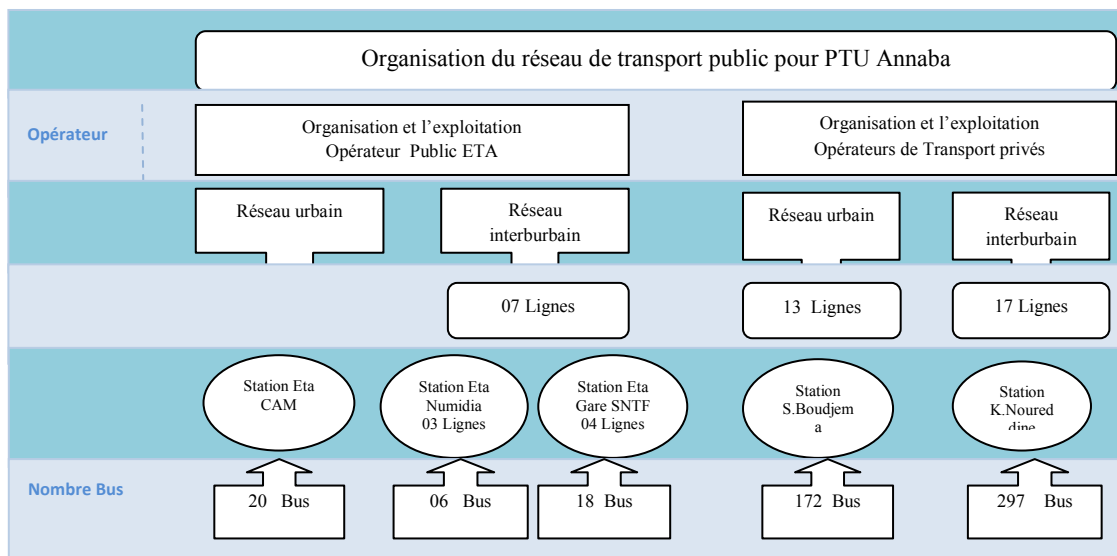 Organisation du réseau de transport public pour PTU Annaba
Opérateur
Organisation et l'exploitation
Opérateur Public ETA
Organisation et l'exploitation
Opérateurs de Transport privés
Réseau urbain
Réseau
interburbain
Réseau urbain
Réseau
interburbain
07 Lignes
13 Lignes
17 Lignes
Station Eta
CAM
Station Eta
Numidia
03 Lignes
Station Eta
Gare SNTF
04 Lignes
Station
S.Boudjem
a
Station
K.Noured
dine
Nombre Bus
20 Bus
06 Bus
18 Bus
172 Bus
297 Bus